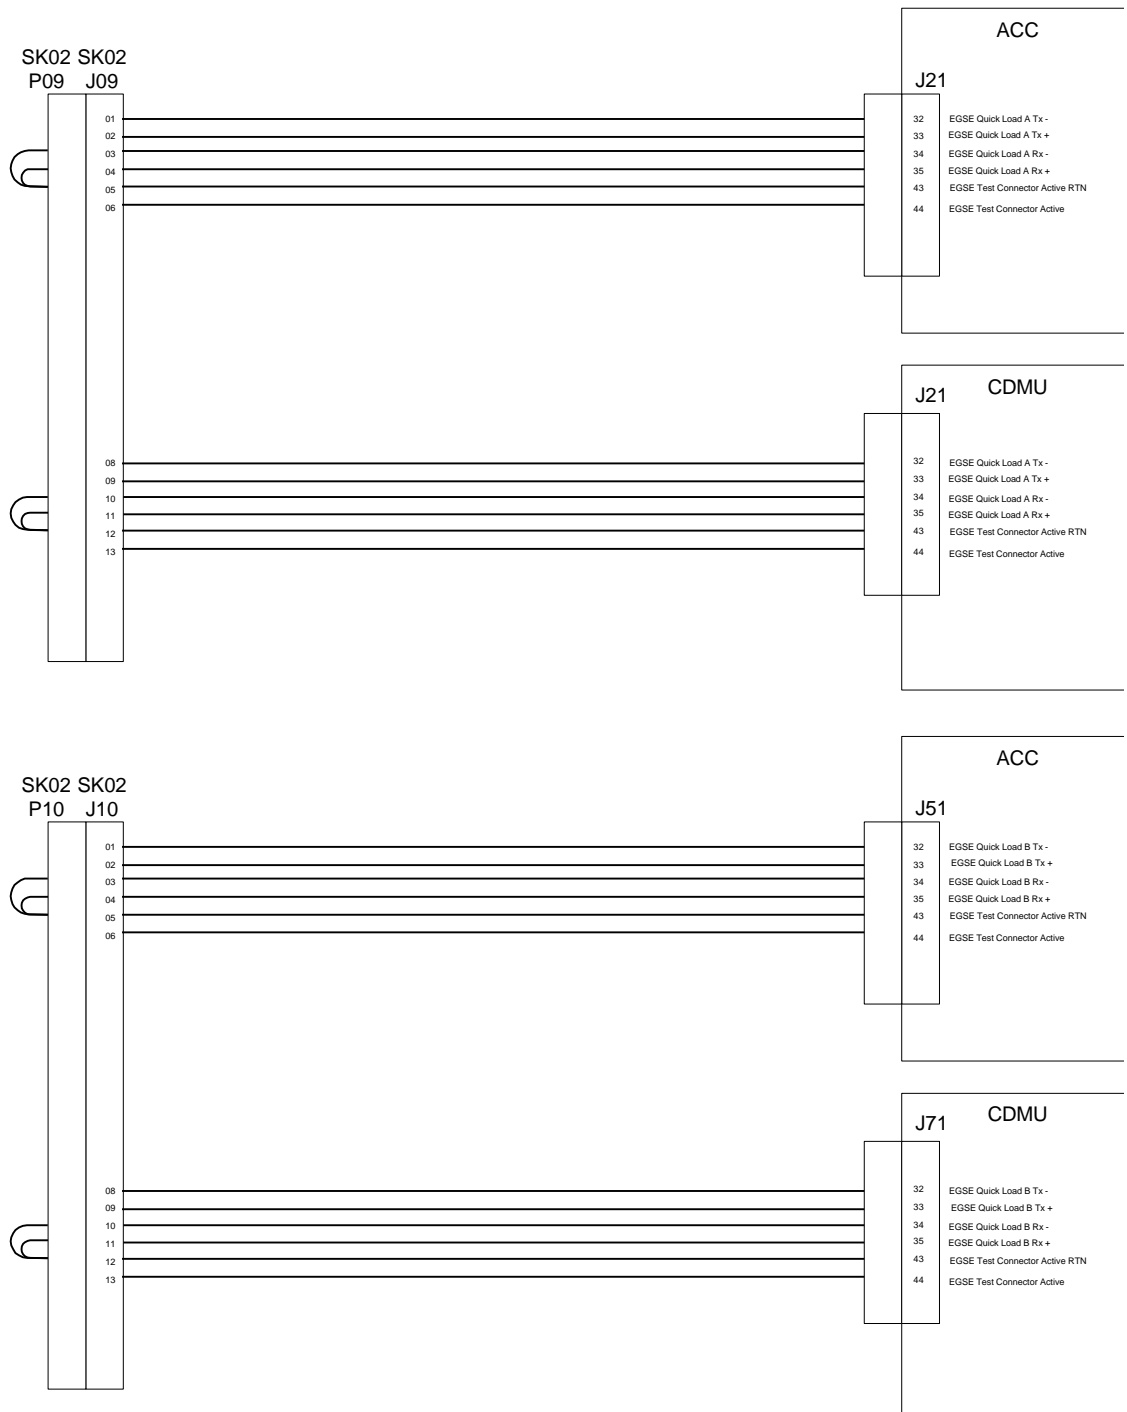 ACC
SK02 SK02
P09 J09
J21
01
02
03
04
05
06
32 EGSE Quick Load A Tx -
33 EGSE Quick Load A Tx +
34 EGSE Quick Load A Rx -
35 EGSE Quick Load A Rx +
43 EGSE Test Connector Active RTN
44 EGSE Test Connector Active
CDMU
J21
08
09
10
11
12
13
32 EGSE Quick Load A Tx -
33 EGSE Quick Load A Tx +
34 EGSE Quick Load A Rx -
35 EGSE Quick Load A Rx +
43 EGSE Test Connector Active RTN
44 EGSE Test Connector Active
ACC
SK02 SK02
P10 J10
J51
01
02
03
04
05
06
32 EGSE Quick Load B Tx -
33 EGSE Quick Load B Tx +
34 EGSE Quick Load B Rx -
35 EGSE Quick Load B Rx +
43 EGSE Test Connector Active RTN
44 EGSE Test Connector Active
CDMU
J71
08
09
10
11
12
13
32 EGSE Quick Load B Tx -
33 EGSE Quick Load B Tx +
34 EGSE Quick Load B Rx -
35 EGSE Quick Load B Rx +
43 EGSE Test Connector Active RTN
44 EGSE Test Connector Active